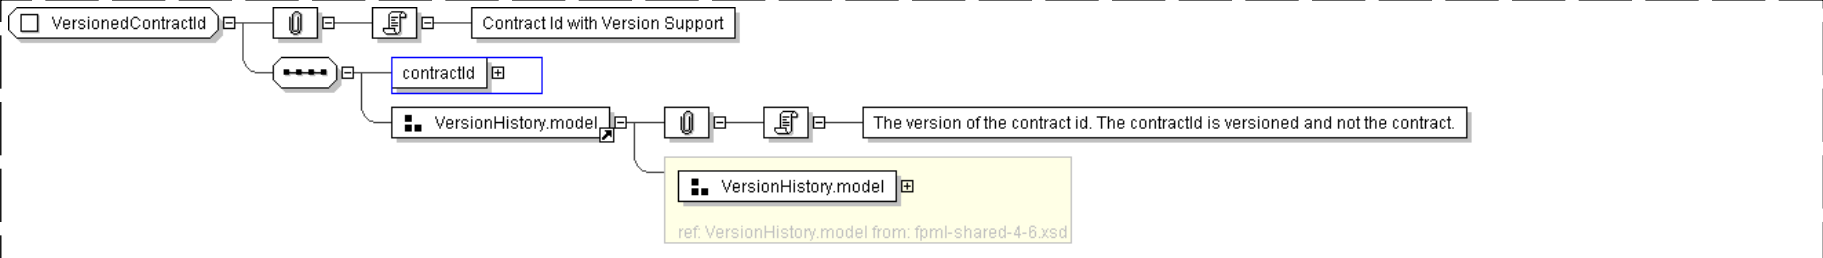 VersionedContractId
Contract Id with Version Support
contractId
VersionHistory.model
The version of the contract id. The contractId is versioned and not the contract.
VersionHistory.model
ref: VersionHistory.model from: fpml-shared-4-6.xsd